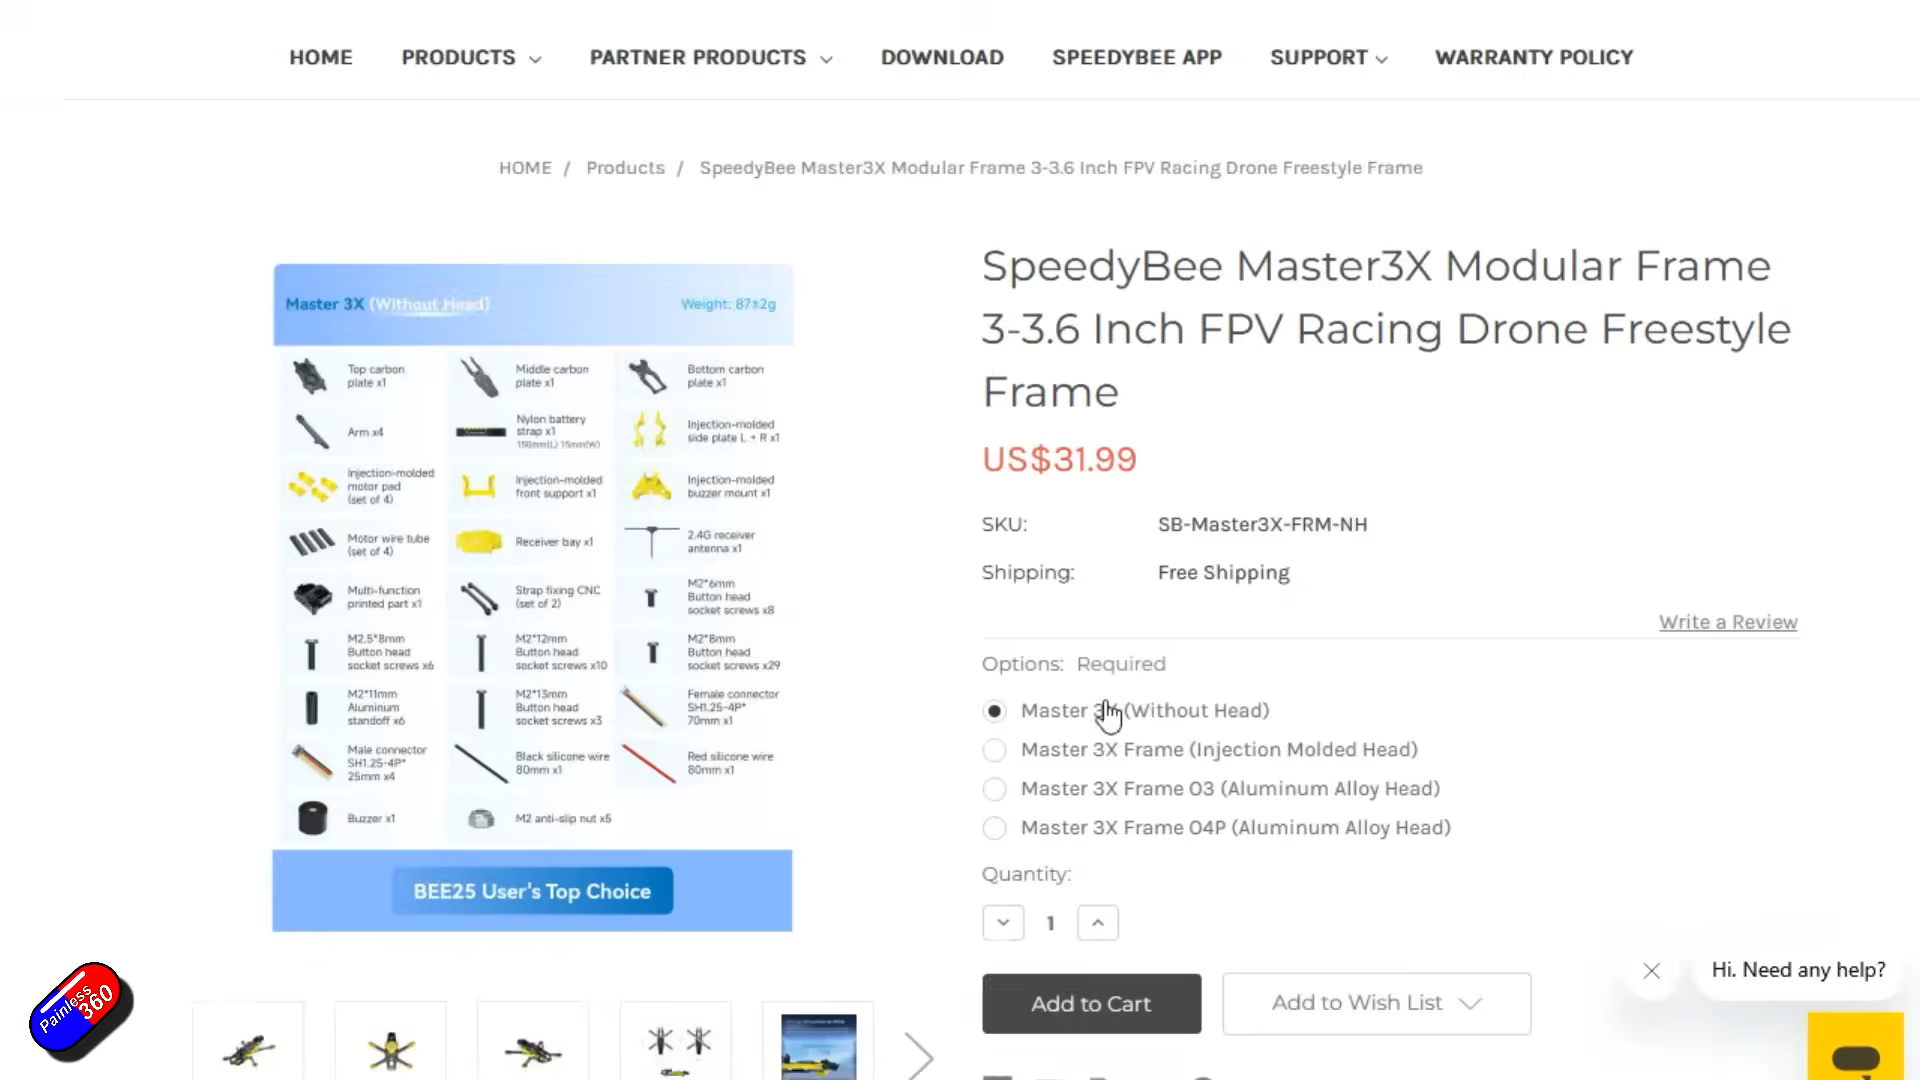 HOME PRODUCTS PARTNER PRODUCTS DOWNLOAD SPEEDYBEE APP SUPPORT WARRANTY POLICY
HOME / Products / SpeedyBee Master3X Modular Frame 3-3.6 Inch FPV Racing Drone Freestyle Frame
Master 3X (Without Head) Weight: 87±2g
Top carbon
plate x1
Middle carbon
plate x1
Bottom carbon
plate x1
Arm x4
Nylon battery
strap x1
150mm(L) 15mm(W)
Injection-molded
side plate L + R x1
Injection-molded
motor pad
(set of 4)
Injection-molded
front support x1
Injection-molded
buzzer mount x1
Motor wire tube
(set of 4)
Receiver bay x1
2.4G receiver
antenna x1
Multi-function
printed part x1
Strap fixing CNC
(set of 2)
M2*6mm
Button head
socket screws x8
M2.5*8mm
Button head
socket screws x6
M2*12mm
Button head
socket screws x10
M2*8mm
Button head
socket screws x29
M2*11mm
Aluminum
standoff x6
M2*13mm
Button head
socket screws x3
Female connector
SH1.25-4P*
70mm x1
Male connector
SH1.25-4P*
25mm x4
Black silicone wire
80mm x1
Red silicone wire
80mm x1
Buzzer x1
M2 anti-slip nut x5
BEE25 User's Top Choice
SpeedyBee Master3X Modular Frame
3-3.6 Inch FPV Racing Drone Freestyle
Frame
US$31.99
SKU: SB-Master3X-FRM-NH
Shipping: Free Shipping
Write a Review
Options: Required
Master 3X (Without Head)
Master 3X Frame (Injection Molded Head)
Master 3X Frame O3 (Aluminum Alloy Head)
Master 3X Frame O4P (Aluminum Alloy Head)
Quantity:
1
Add to Cart
Add to Wish List
Hi. Need any help?
Painless
360